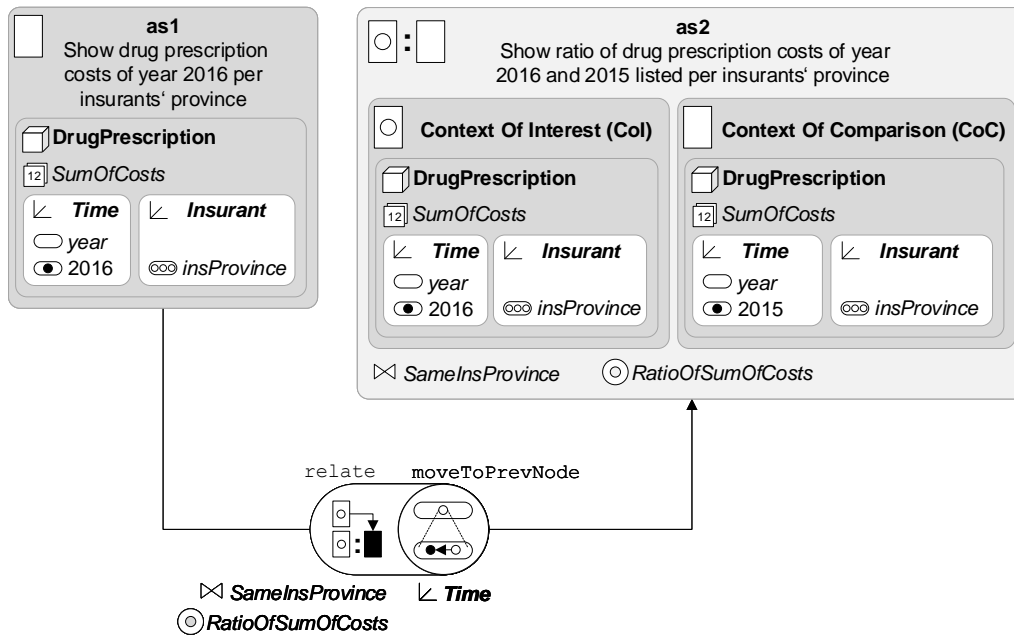 as1
Show drug prescription
costs of year 2016 per
insurants‘ province
DrugPrescription
12 SumOfCosts
Time
Insurant
year
2016
insProvince
:
as2
Show ratio of drug prescription costs of year
2016 and 2015 listed per insurants‘ province
Context Of Interest (CoI)
DrugPrescription
12 SumOfCosts
Time
Insurant
year
2016
insProvince
Context Of Comparison (CoC)
DrugPrescription
12 SumOfCosts
Time
Insurant
year
2015
insProvince
SameInsProvince
RatioOfSumOfCosts
relate
moveToPrevNode
:
SameInsProvince
Time
RatioOfSumOfCosts